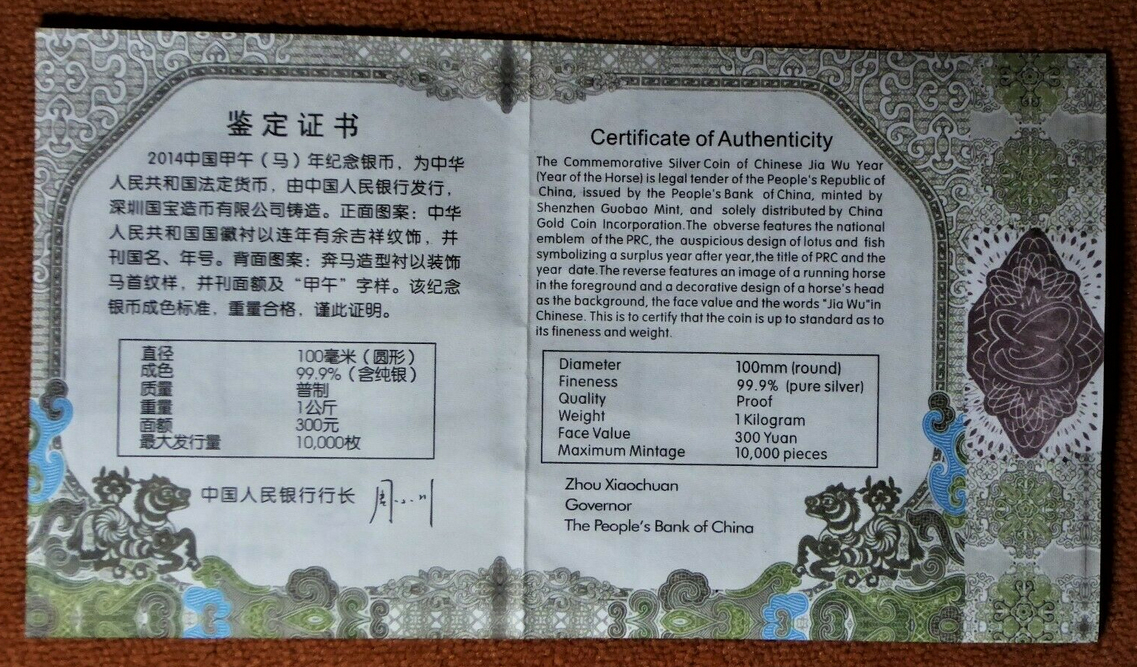 鉴定证书
2014中国甲午（马）年纪念银币，为中华
人民共和国法定货币，由中国人民银行发行，
深圳国宝造币有限公司铸造。正面图案：中华
人民共和国国徽衬以连年有余吉祥纹饰，并
刊国名、年号。背面图案：奔马造型衬以装饰
马首纹样，并刊面额及“甲午”字样。该纪念
银币成色标准，重量合格，谨此证明。
直径 100毫米（圆形）
成色 99.9%（含纯银）
质量 普制
重量 1公斤
面额 300元
最大发行量 10,000枚
中国人民银行行长
Certificate of Authenticity
The Commemorative Silver Coin of Chinese Jia Wu Year
(Year of the Horse) is legal tender of the People's Republic of
China, issued by the People's Bank of China, minted by
Shenzhen Guobao Mint, and solely distributed by China
Gold Coin Incorporation.The obverse features the national
emblem of the PRC, the auspicious design of lotus and fish
symbolizing a surplus year after year,the title of PRC and the
year date.The reverse features an image of a running horse
in the foreground and a decorative design of a horse's head
as the background, the face value and the words "Jia Wu"in
Chinese. This is to certify that the coin is up to standard as to
its fineness and weight.
Diameter 100mm (round)
Fineness 99.9% (pure silver)
Quality Proof
Weight 1 Kilogram
Face Value 300 Yuan
Maximum Mintage 10,000 pieces
Zhou Xiaochuan
Governor
The People's Bank of China